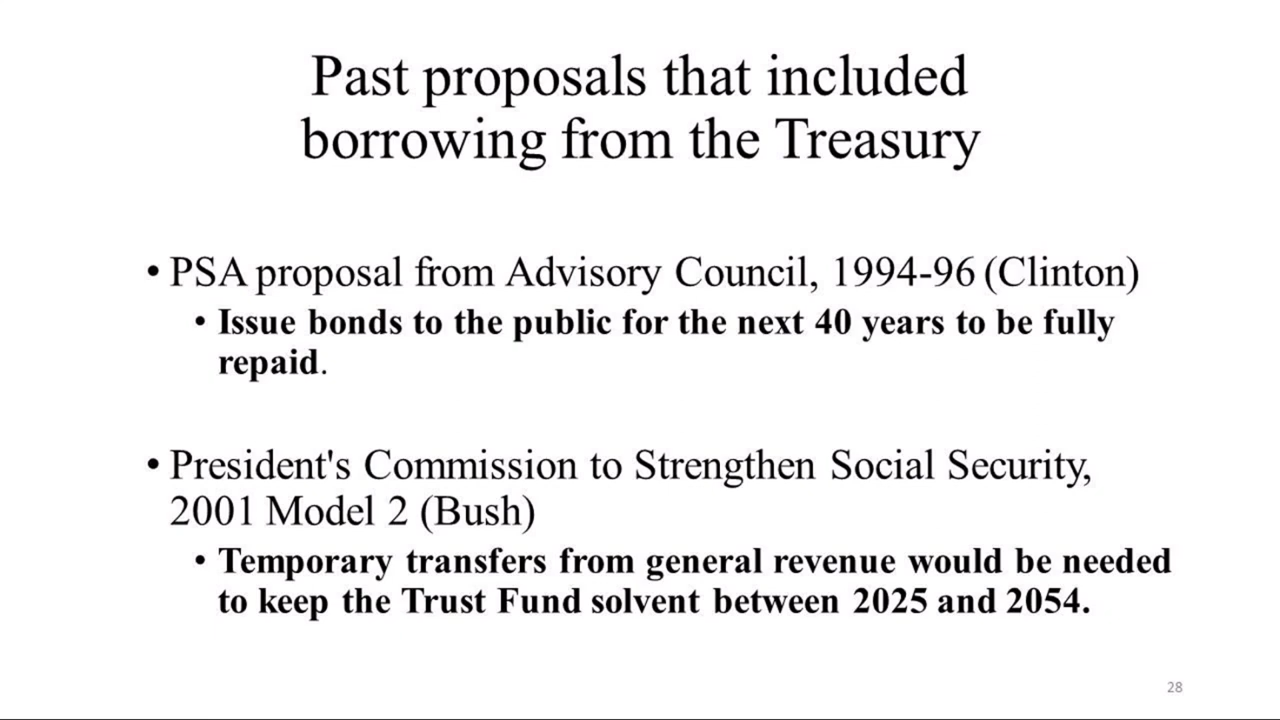 Past proposals that included
borrowing from the Treasury
• PSA proposal from Advisory Council, 1994-96 (Clinton)
• Issue bonds to the public for the next 40 years to be fully
repaid.
• President's Commission to Strengthen Social Security,
2001 Model 2 (Bush)
• Temporary transfers from general revenue would be needed
to keep the Trust Fund solvent between 2025 and 2054.
28